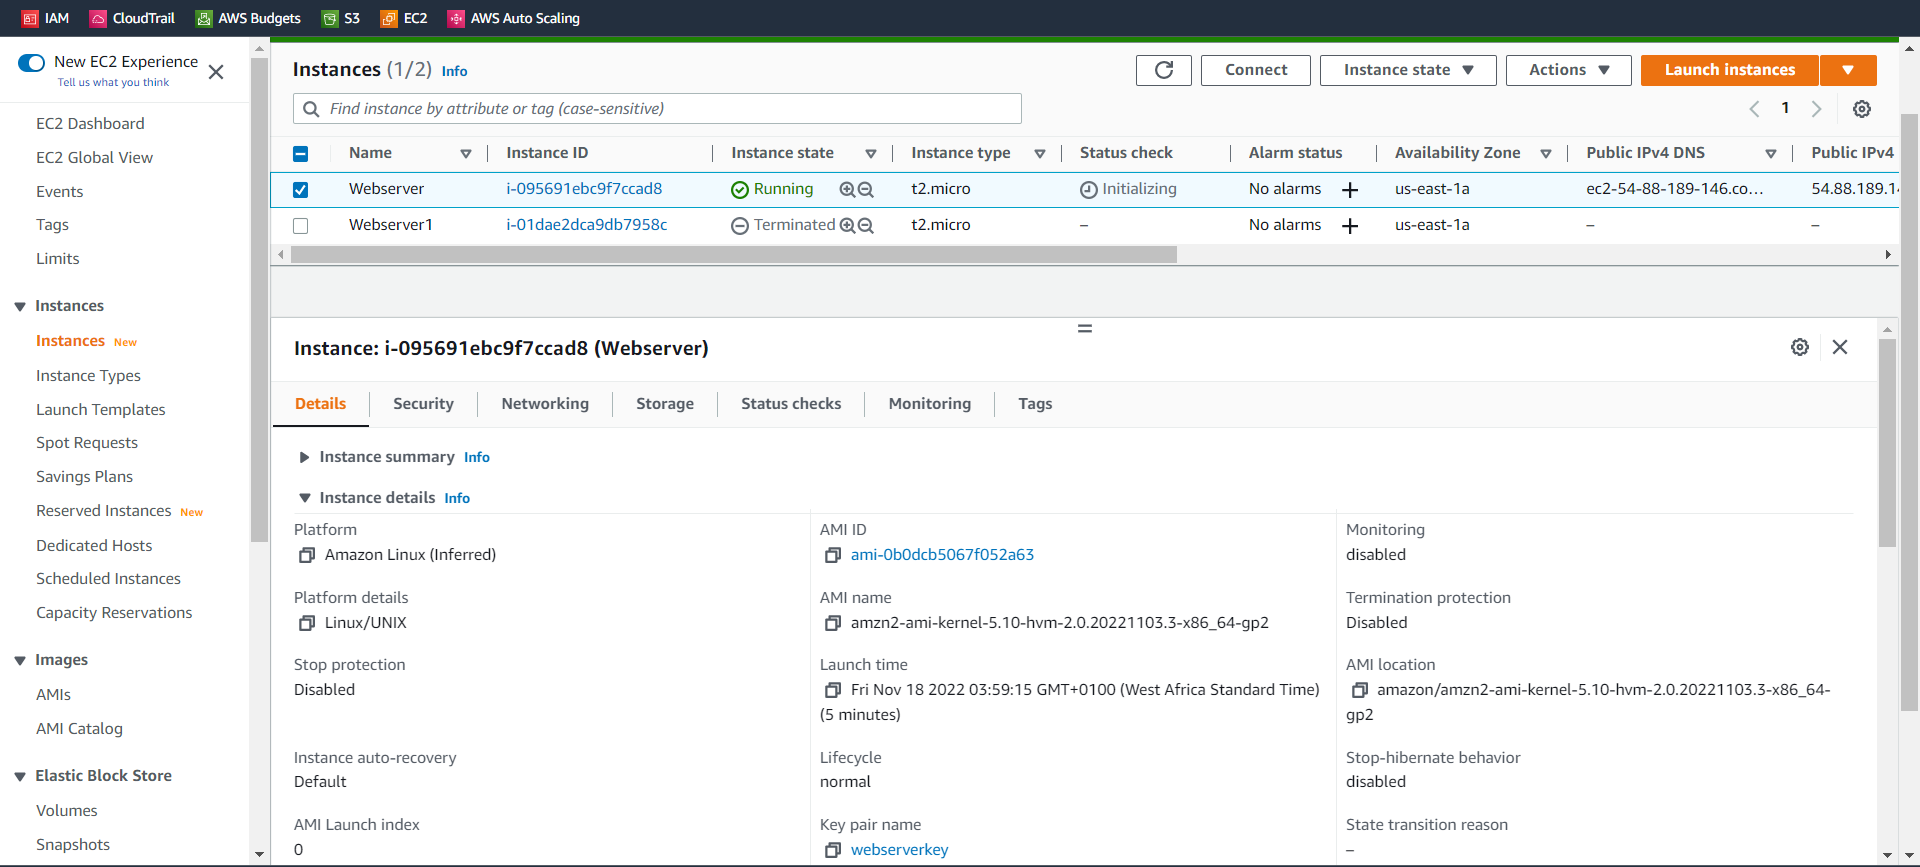 IAM CloudTrail AWS Budgets S3 EC2 AWS Auto Scaling
New EC2 Experience
Tell us what you think
EC2 Dashboard
EC2 Global View
Events
Tags
Limits
Instances
Instances New
Instance Types
Launch Templates
Spot Requests
Savings Plans
Reserved Instances New
Dedicated Hosts
Scheduled Instances
Capacity Reservations
Images
AMIs
AMI Catalog
Elastic Block Store
Volumes
Snapshots
Instances (1/2) Info
Connect Instance state Actions Launch instances
Find instance by attribute or tag (case-sensitive)
1
Name Instance ID Instance state Instance type Status check Alarm status Availability Zone Public IPv4 DNS Public IPv4
Webserver i-095691ebc9f7ccad8 Running t2.micro Initializing No alarms + us-east-1a ec2-54-88-189-146.co... 54.88.189.1
Webserver1 i-01dae2dca9db7958c Terminated t2.micro – No alarms + us-east-1a – –
Instance: i-095691ebc9f7ccad8 (Webserver)
Details Security Networking Storage Status checks Monitoring Tags
Instance summary Info
Instance details Info
Platform
Amazon Linux (Inferred)
AMI ID
ami-0b0dcb5067f052a63
Monitoring
disabled
Platform details
Linux/UNIX
AMI name
amzn2-ami-kernel-5.10-hvm-2.0.20221103.3-x86_64-gp2
Termination protection
Disabled
Stop protection
Disabled
Launch time
Fri Nov 18 2022 03:59:15 GMT+0100 (West Africa Standard Time)
(5 minutes)
AMI location
amazon/amzn2-ami-kernel-5.10-hvm-2.0.20221103.3-x86_64-
gp2
Instance auto-recovery
Default
Lifecycle
normal
Stop-hibernate behavior
disabled
AMI Launch index
0
Key pair name
webserverkey
State transition reason
–